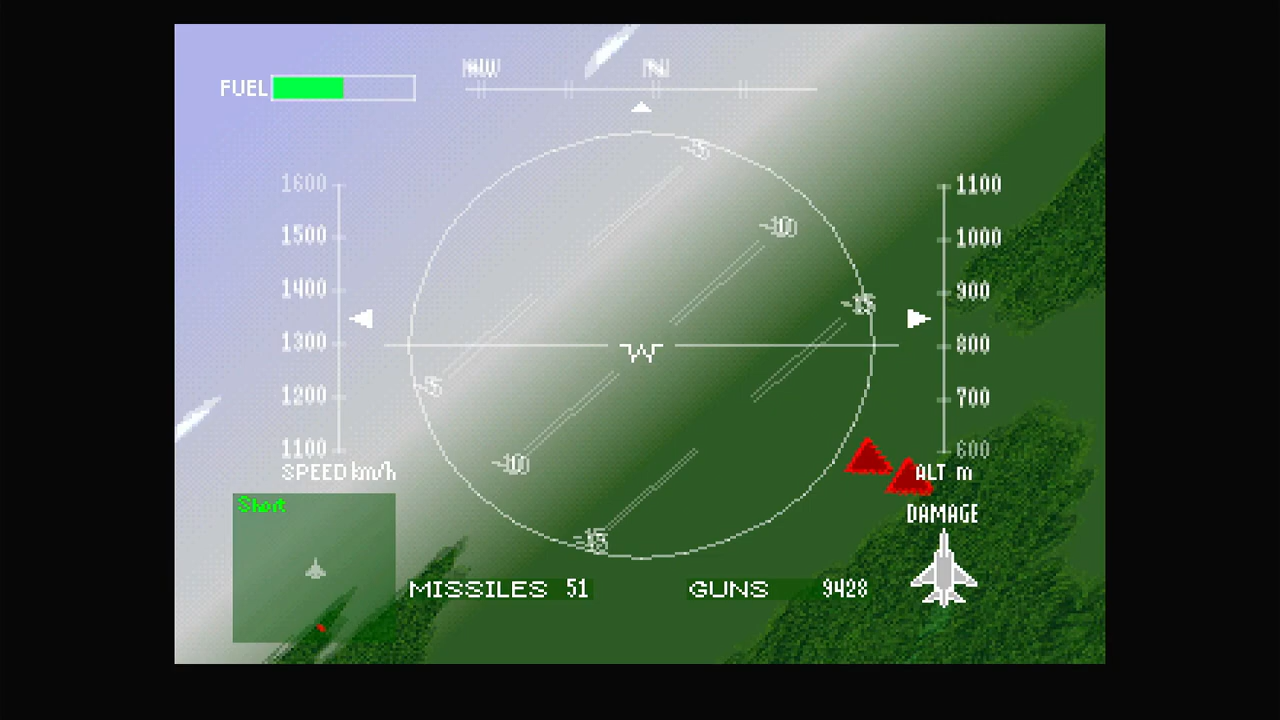 NW N
FUEL
-5
1600 1100
-10
1500 1000
1400 900
-15
1300 800
-5
1200 700
1100 600
-10
SPEED km/h ALT m
Short
DAMAGE
-15
MISSILES 51 GUNS 9428